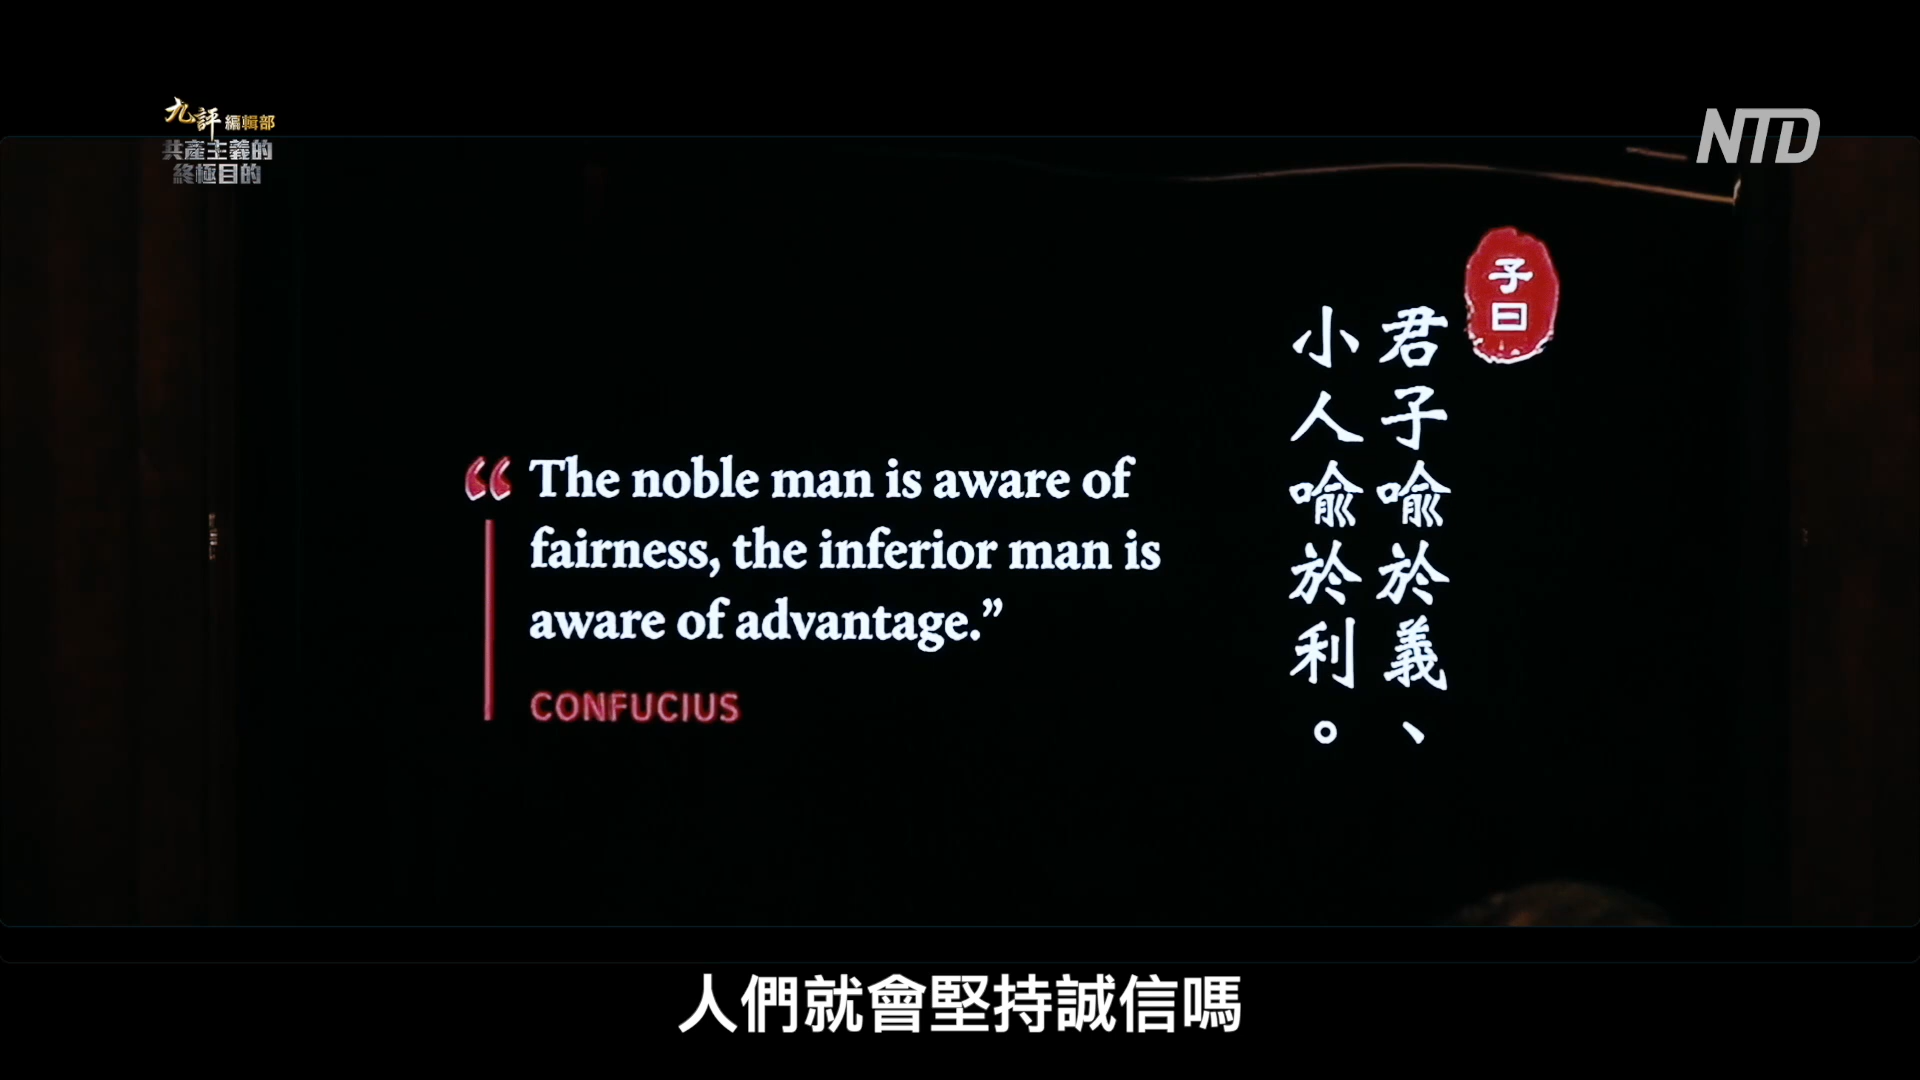 九評編輯部
共產主義的
終極目的
NTD
子曰
君子喻於義、
小人喻於利。
“The noble man is aware of
fairness, the inferior man is
aware of advantage.”
CONFUCIUS
人們就會堅持誠信嗎